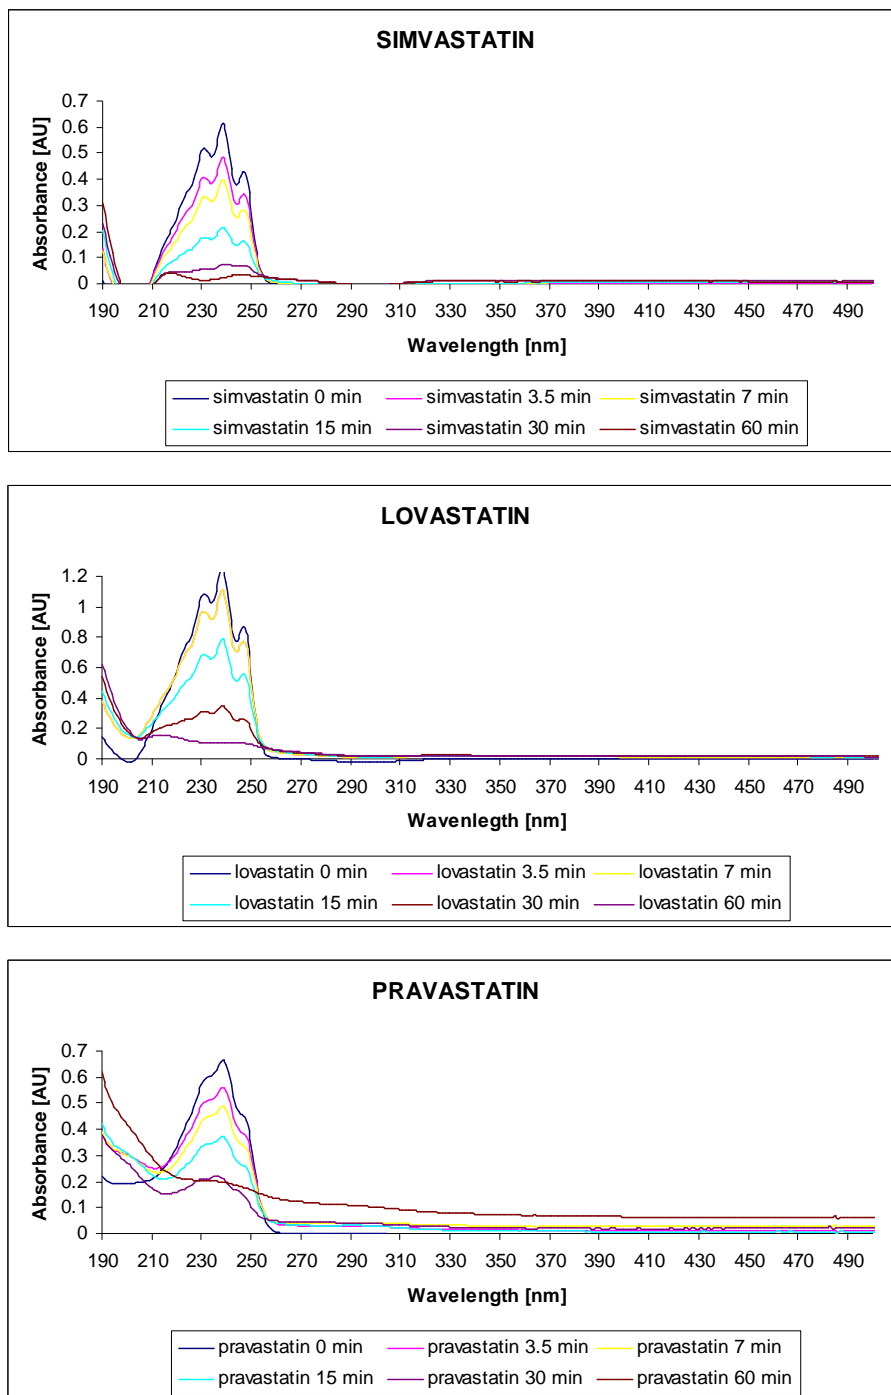 SIMVASTATIN
0.7
0.6
0.5
0.4
0.3
0.2
0.1
0
Absorbance [AU]
190 210 230 250 270 290 310 330 350 370 390 410 430 450 470 490
Wavelength [nm]
simvastatin 0 min simvastatin 3.5 min simvastatin 7 min
simvastatin 15 min simvastatin 30 min simvastatin 60 min
LOVASTATIN
1.2
1
0.8
0.6
0.4
0.2
0
Absorbance [AU]
190 210 230 250 270 290 310 330 350 370 390 410 430 450 470 490
Wavenlegth [nm]
lovastatin 0 min lovastatin 3.5 min lovastatin 7 min
lovastatin 15 min lovastatin 30 min lovastatin 60 min
PRAVASTATIN
0.7
0.6
0.5
0.4
0.3
0.2
0.1
0
Absorbance [AU]
190 210 230 250 270 290 310 330 350 370 390 410 430 450 470 490
Wavelength [nm]
pravastatin 0 min pravastatin 3.5 min pravastatin 7 min
pravastatin 15 min pravastatin 30 min pravastatin 60 min